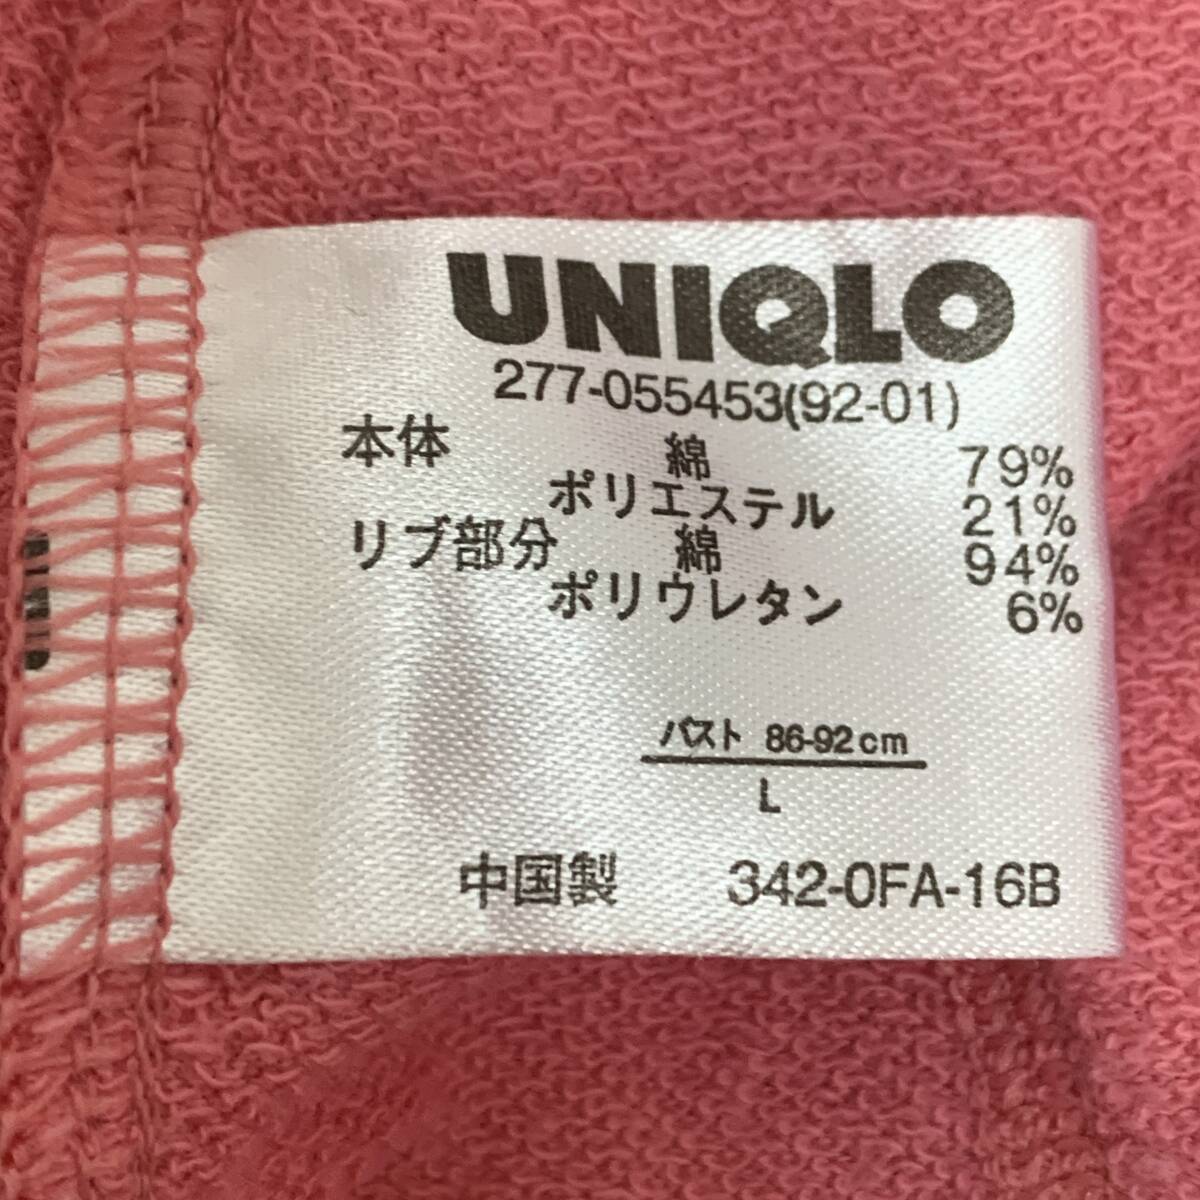 UNIQLO
277-055453(92-01)
本体 綿 79%
ポリエステル 21%
リブ部分 綿 94%
ポリウレタン 6%
バスト 86-92cm
L
中国製 342-0FA-16B